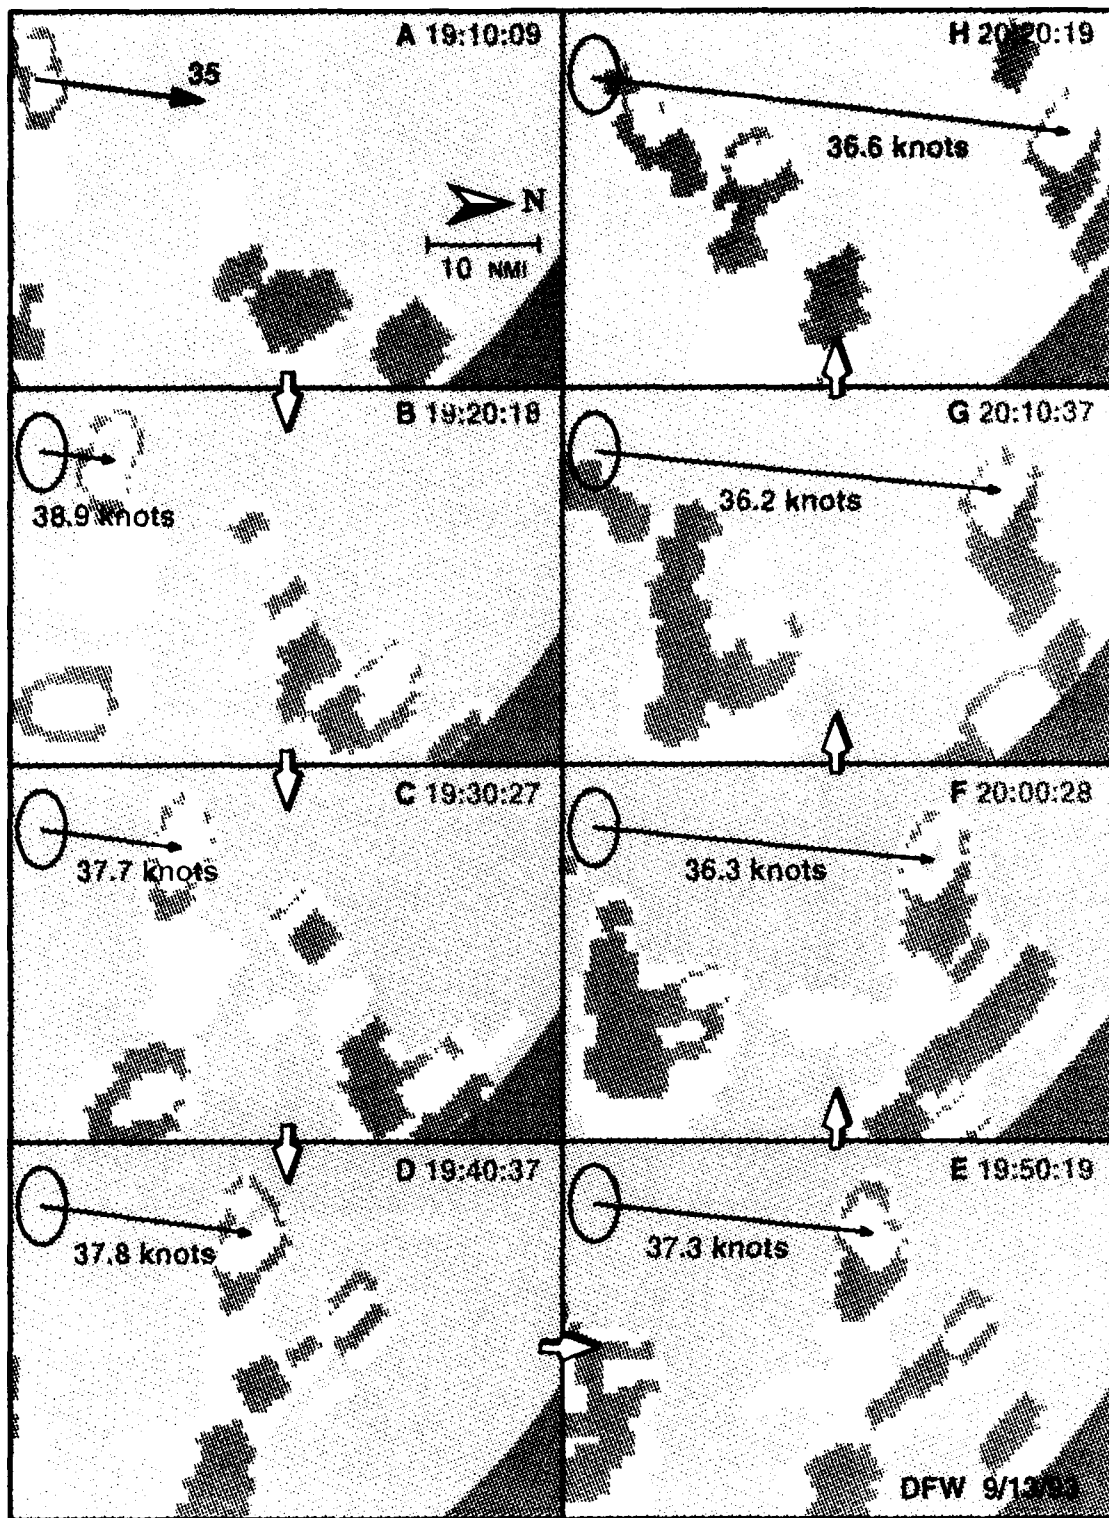 A 19:10:09
35
N
10 NMI
B 19:20:18
38.9 knots
C 19:30:27
37.7 knots
D 19:40:37
37.8 knots
E 19:50:19
37.3 knots
DFW 9/13/93
F 20:00:28
36.3 knots
G 20:10:37
36.2 knots
H 20:20:19
36.6 knots